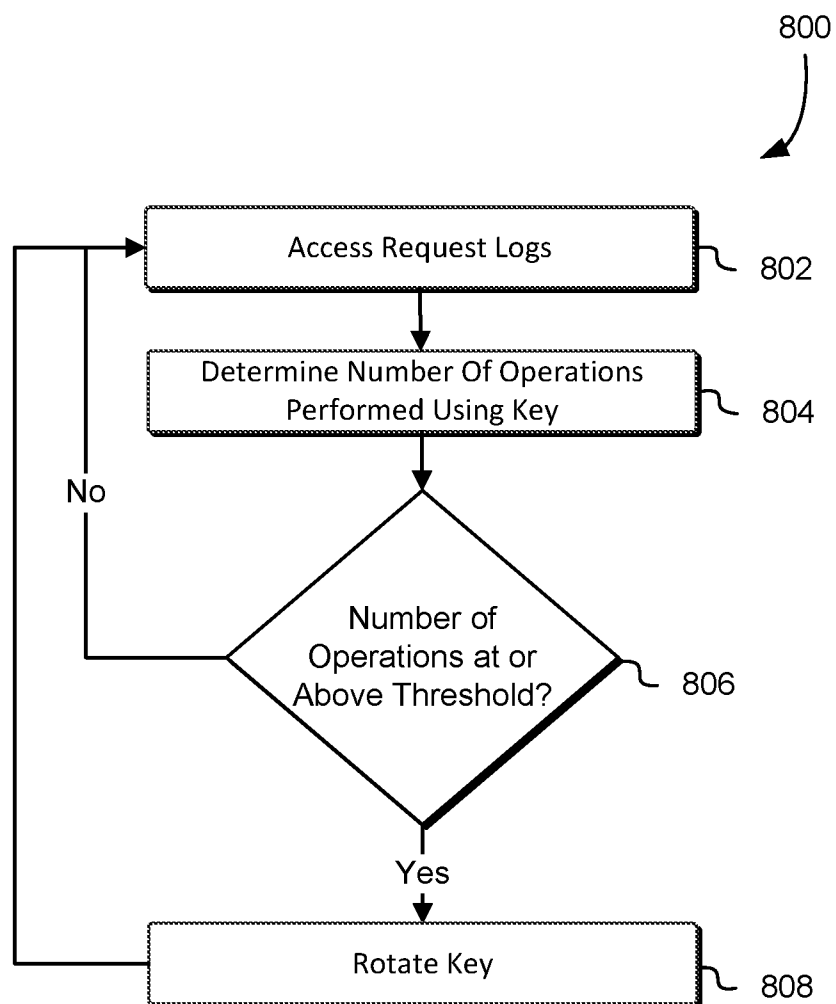 800
Access Request Logs
802
Determine Number Of Operations
Performed Using Key
804
No
Number of
Operations at or
Above Threshold?
806
Yes
Rotate Key
808